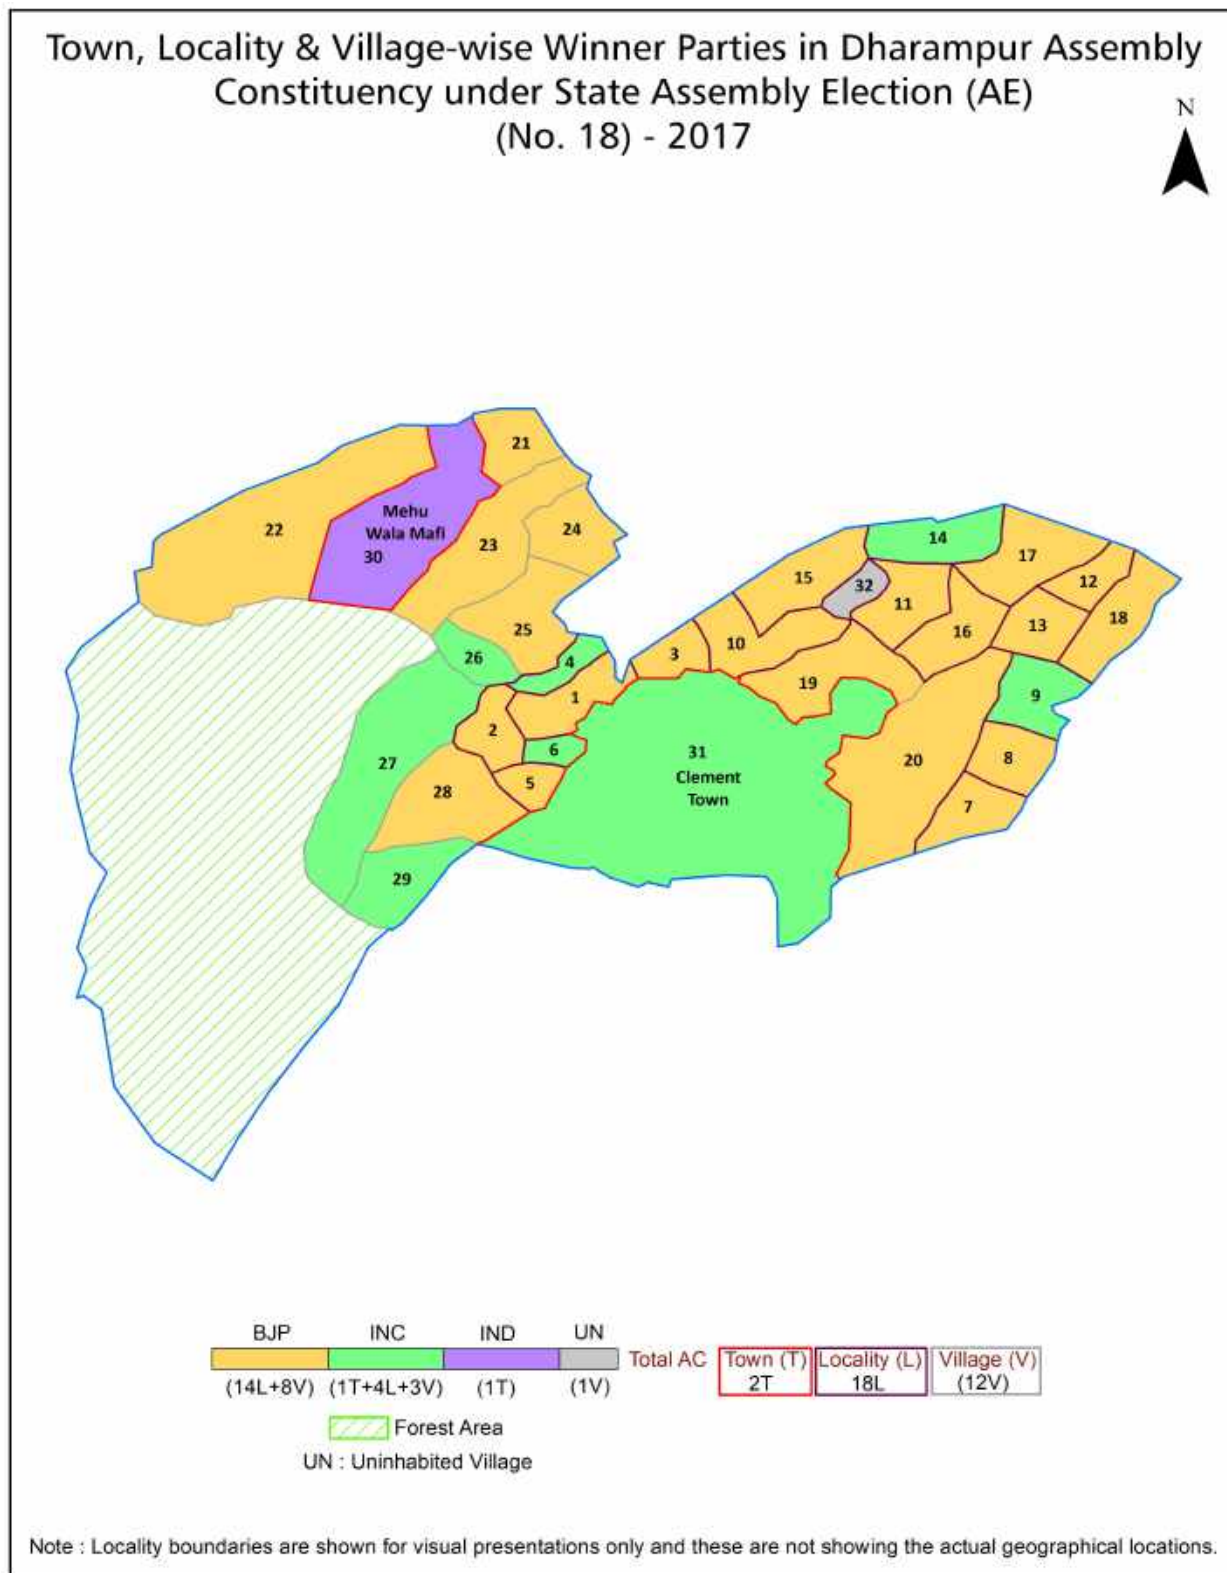 Town, Locality & Village-wise Winner Parties in Dharampur Assembly
Constituency under State Assembly Election (AE)
(No. 18) - 2017
N
21
22
Mehu
Wala Mafi
30
23
24
25
26
4
1
2
6
5
27
28
29
3
10
15
32
14
11
17
12
16
13
18
19
9
20
8
7
31
Clement
Town
BJP INC IND UN
Total AC Town (T) Locality (L) Village (V)
2T 18L (12V)
(14L+8V) (1T+4L+3V) (1T) (1V)
Forest Area
UN : Uninhabited Village
Note : Locality boundaries are shown for visual presentations only and these are not showing the actual geographical locations.